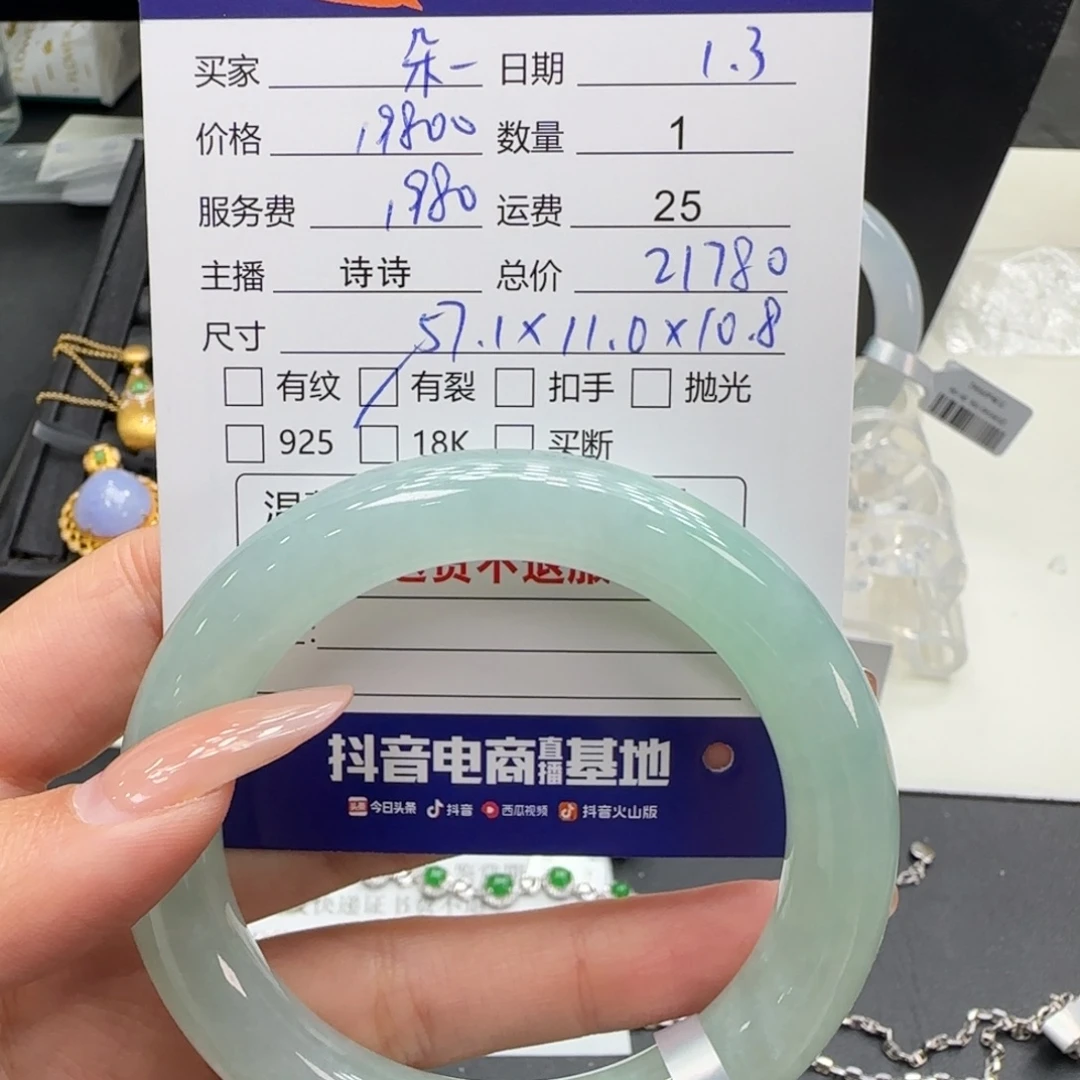 买家 朵一 日期 1.3
价格 19800 数量 1
服务费 1980 运费 25
主播 诗诗 总价 21780
尺寸 57.1×11.0×10.8
□ 有纹 □ 有裂 □ 扣手 □ 抛光
□ 925 □ 18K □ 买断
抖音电商直播基地
头条 今日头条 抖音 西瓜视频 抖音火山版